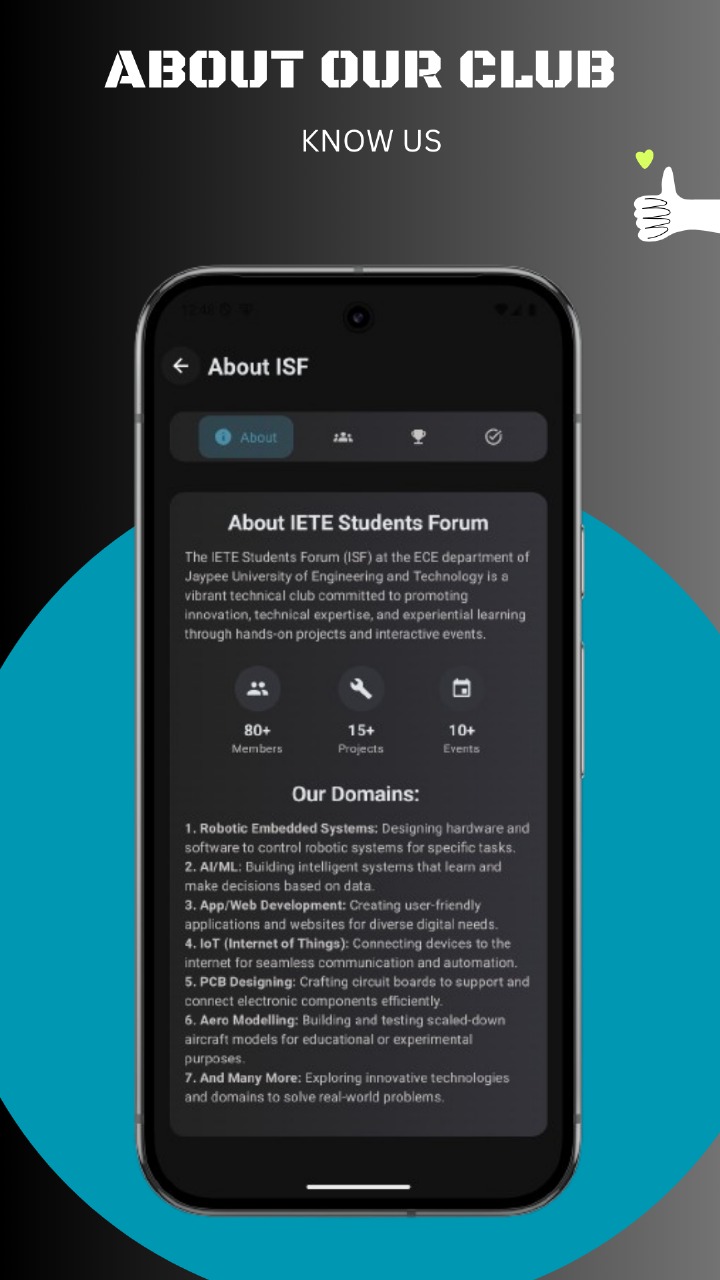 ABOUT OUR CLUB
KNOW US
About ISF
About
About IETE Students Forum
The IETE Students Forum (ISF) at the ECE department of
Jaypee University of Engineering and Technology is a
vibrant technical club committed to promoting
innovation, technical expertise, and experiential learning
through hands-on projects and interactive events.
80+ 15+ 10+
Members Projects Events
Our Domains:
1. Robotic Embedded Systems: Designing hardware and
software to control robotic systems for specific tasks.
2. AI/ML: Building intelligent systems that learn and
make decisions based on data.
3. App/Web Development: Creating user-friendly
applications and websites for diverse digital needs.
4. IoT (Internet of Things): Connecting devices to the
internet for seamless communication and automation.
5. PCB Designing: Crafting circuit boards to support and
connect electronic components efficiently.
6. Aero Modelling: Building and testing scaled-down
aircraft models for educational or experimental
purposes.
7. And Many More: Exploring innovative technologies
and domains to solve real-world problems.